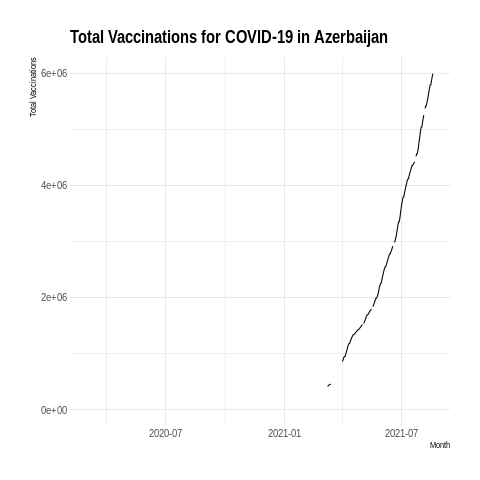 Total Vaccinations for COVID-19 in Azerbaijan
Total Vaccinations
6e+06
4e+06
2e+06
0e+00
2020-07
2021-01
2021-07
Month